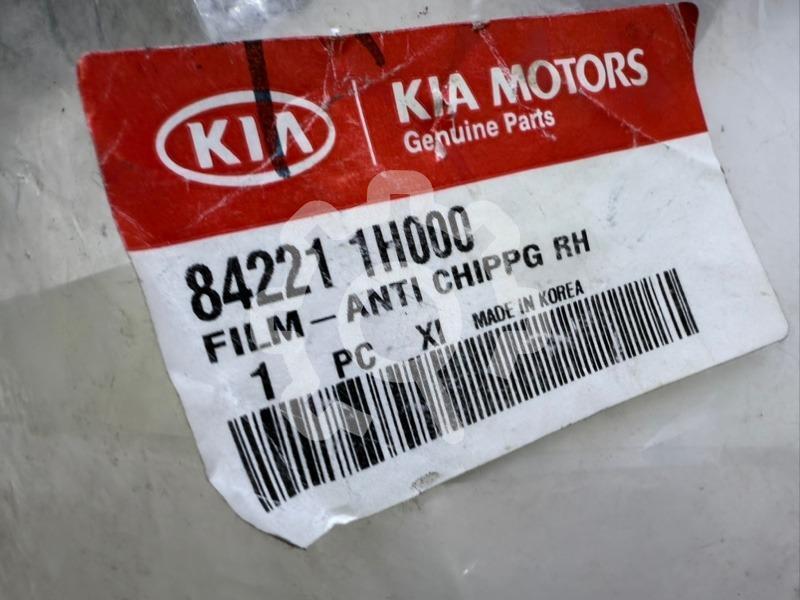 KIA
KIA MOTORS
Genuine Parts
84221 1H000
FILM - ANTI CHIPPG RH
1 PC XI MADE IN KOREA